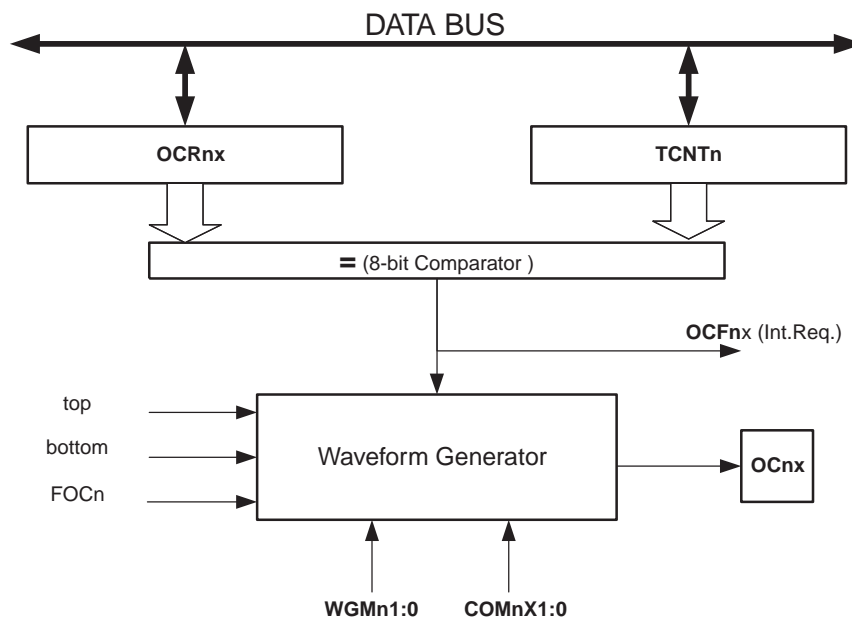 DATA BUS
OCRnx
TCNTn
= (8-bit Comparator )
OCFnx (Int.Req.)
top
bottom
FOCn
Waveform Generator
OCnx
WGMn1:0
COMnX1:0